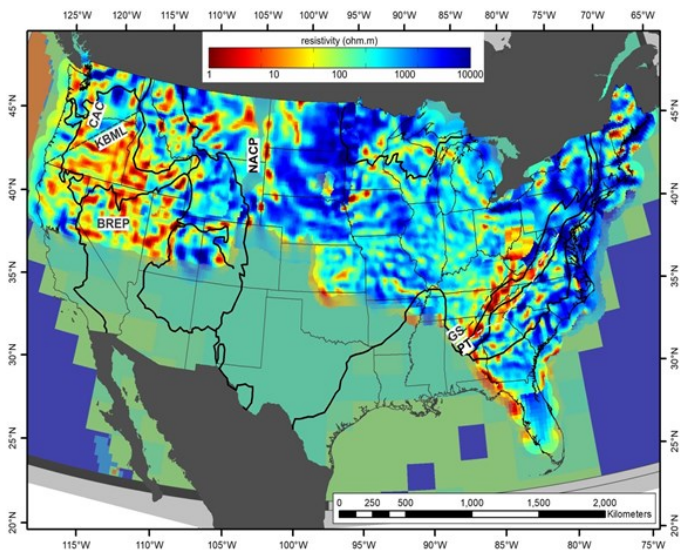 125°W 120°W 115°W 110°W 105°W 100°W 95°W 90°W 85°W 80°W 75°W 70°W 65°W
resistivity (ohm.m)
1 10 100 1000 10000
45°N
45°N
CAC
KBML
NACP
40°N
40°N
BREP
35°N
35°N
GS
PT
30°N
30°N
25°N
25°N
0 250 500 1,000 1,500 2,000
Kilometers
20°N
20°N
115°W 110°W 105°W 100°W 95°W 90°W 85°W 80°W 75°W